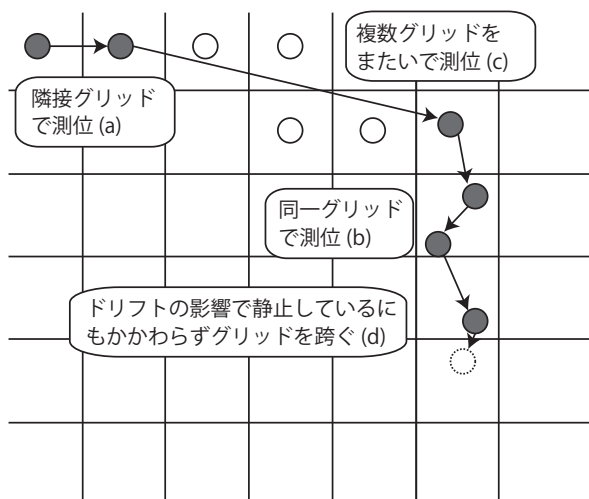 複数グリッドを
またいで測位 (c)
隣接グリッド
で測位 (a)
同一グリッド
で測位 (b)
ドリフトの影響で静止しているに
もかかわらずグリッドを跨ぐ (d)